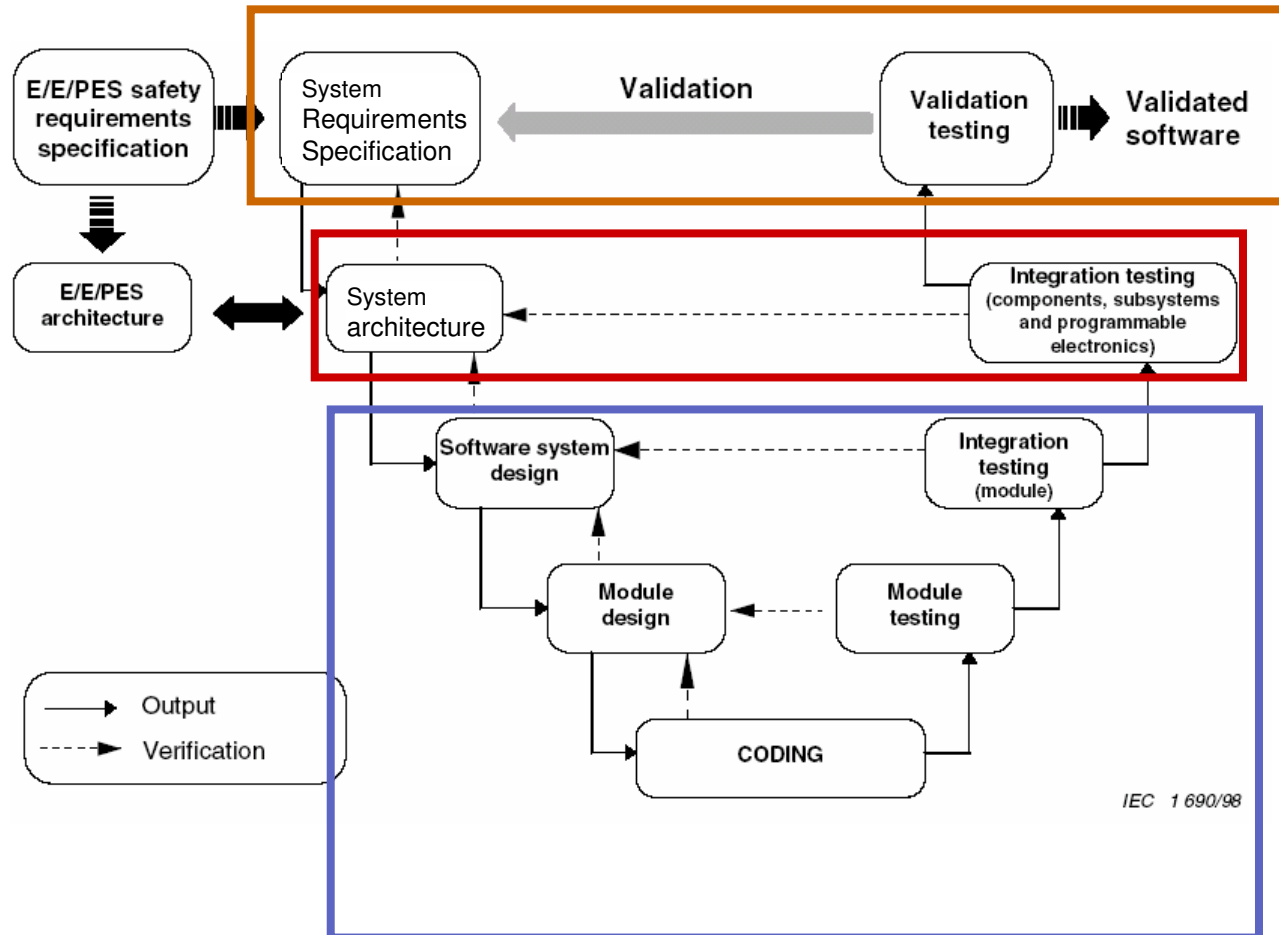 E/E/PES safety
requirements
specification
System
Requirements
Specification
Validation
Validation
testing
Validated
software
E/E/PES
architecture
System
architecture
Integration testing
(components, subsystems
and programmable
electronics)
Software system
design
Integration
testing
(module)
Module
design
Module
testing
Output
Verification
CODING
IEC 1 690/98